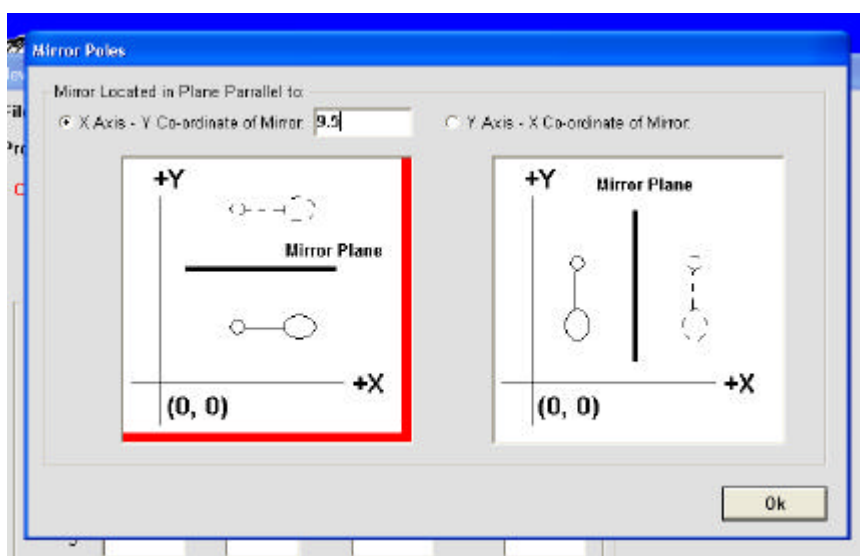 Mirror Poles
Mirror Located in Plane Parrallel to:
X Axis - Y Co-ordinate of Mirror: 9.5
Y Axis - X Co-ordinate of Mirror:
+Y
Mirror Plane
+X
(0, 0)
+Y
Mirror Plane
+X
(0, 0)
Ok